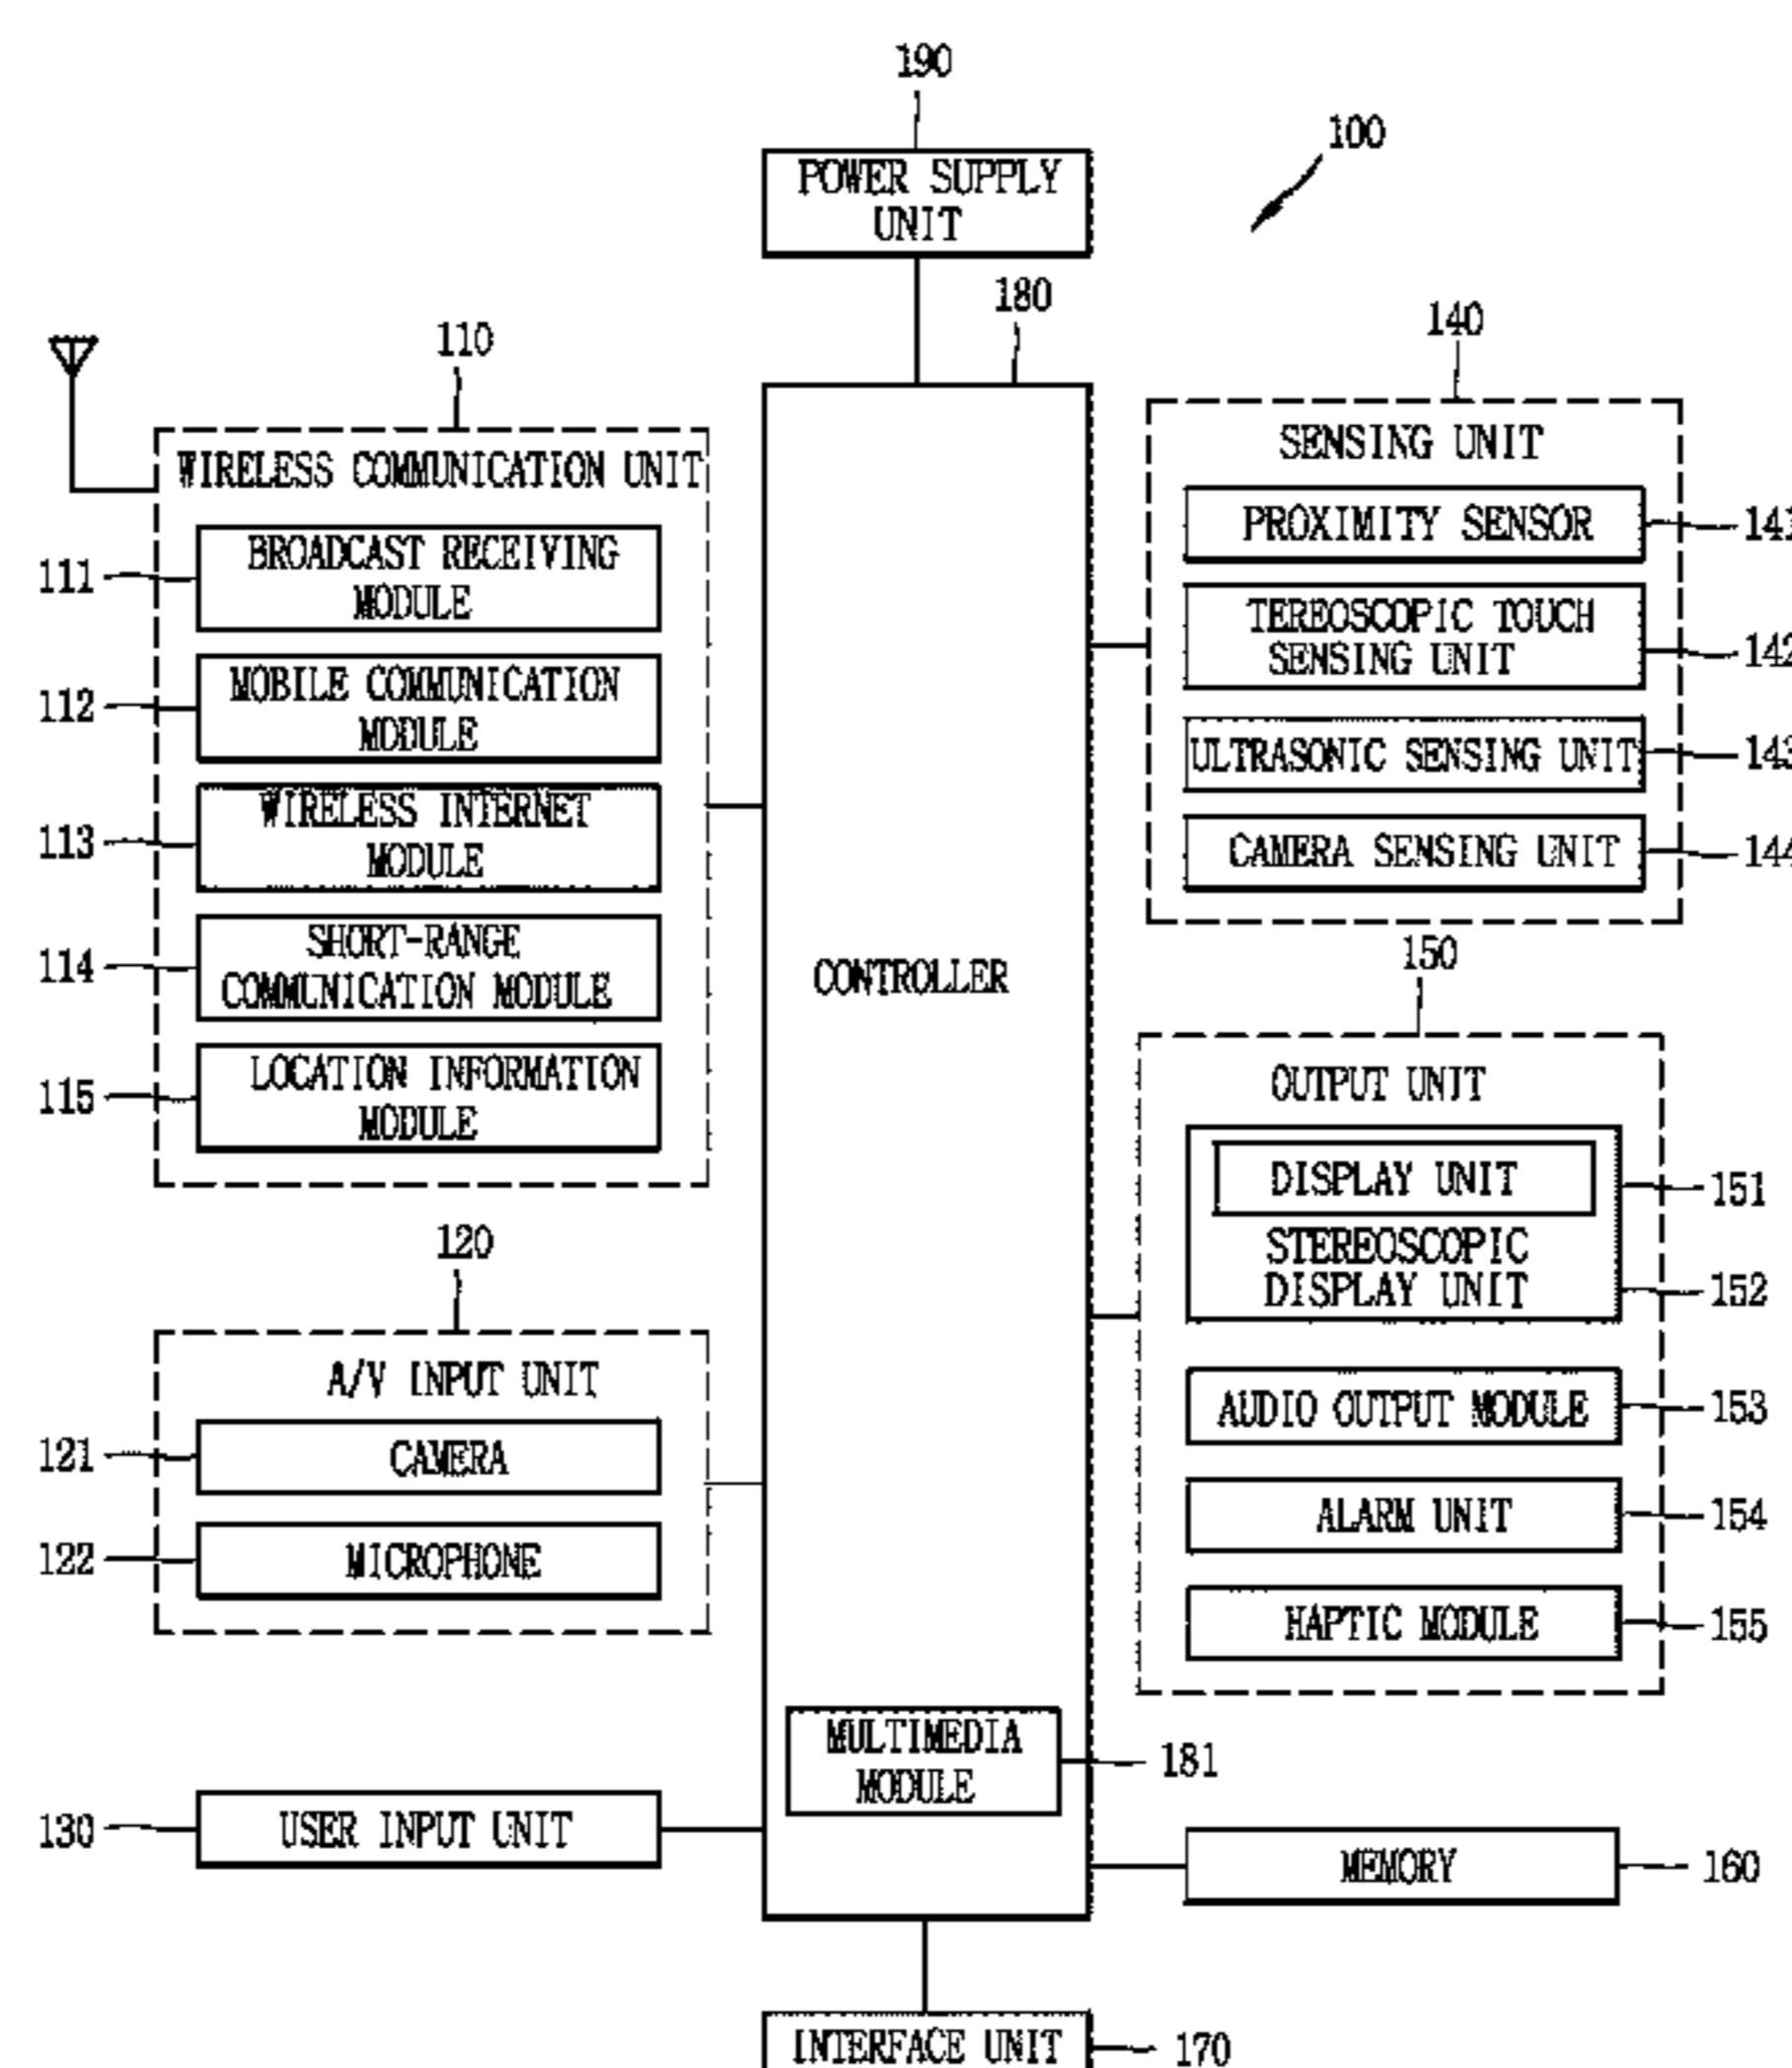 190
100
POWER SUPPLY
UNIT
180
110
140
WIRELESS COMMUNICATION UNIT
111
BROADCAST RECEIVING
MODULE
112
MOBILE COMMUNICATION
MODULE
113
WIRELESS INTERNET
MODULE
114
SHORT-RANGE
COMMUNICATION MODULE
115
LOCATION INFORMATION
MODULE
120
A/V INPUT UNIT
121
CAMERA
122
MICROPHONE
130
USER INPUT UNIT
CONTROLLER
MULTIMEDIA
MODULE
181
SENSING UNIT
PROXIMITY SENSOR
141
TEREOSCOPIC TOUCH
SENSING UNIT
142
ULTRASONIC SENSING UNIT
143
CAMERA SENSING UNIT
144
150
OUTPUT UNIT
DISPLAY UNIT
151
STEREOSCOPIC
DISPLAY UNIT
152
AUDIO OUTPUT MODULE
153
ALARM UNIT
154
HAPTIC MODULE
155
MEMORY
160
INTERFACE UNIT
170